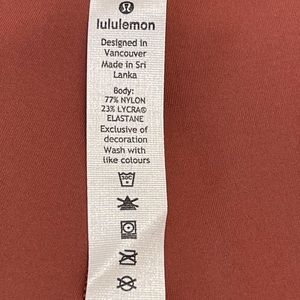 lululemon
Designed in
Vancouver
Made in Sri
Lanka
Body:
77% NYLON
23% LYCRA®
ELASTANE
Exclusive of
decoration
Wash with
like colours
30C